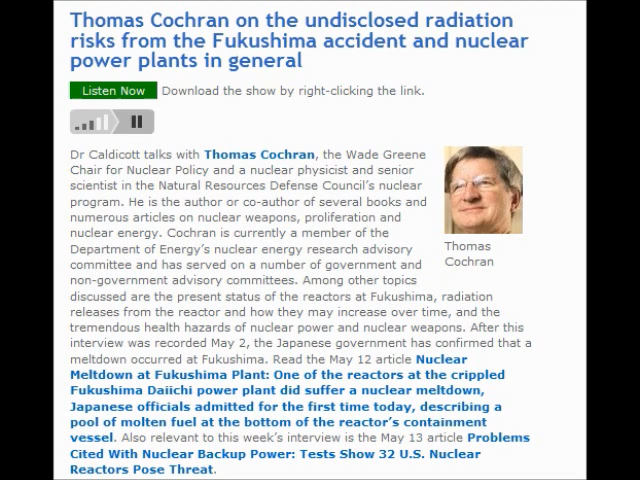 Thomas Cochran on the undisclosed radiation
risks from the Fukushima accident and nuclear
power plants in general
Listen Now Download the show by right-clicking the link.
Dr Caldicott talks with Thomas Cochran, the Wade Greene
Chair for Nuclear Policy and a nuclear physicist and senior
scientist in the Natural Resources Defense Council's nuclear
program. He is the author or co-author of several books and
numerous articles on nuclear weapons, proliferation and
nuclear energy. Cochran is currently a member of the
Department of Energy's nuclear energy research advisory
committee and has served on a number of government and
non-government advisory committees. Among other topics
Thomas
Cochran
discussed are the present status of the reactors at Fukushima, radiation
releases from the reactor and how they may increase over time, and the
tremendous health hazards of nuclear power and nuclear weapons. After this
interview was recorded May 2, the Japanese government has confirmed that a
meltdown occurred at Fukushima. Read the May 12 article Nuclear
Meltdown at Fukushima Plant: One of the reactors at the crippled
Fukushima Daiichi power plant did suffer a nuclear meltdown,
Japanese officials admitted for the first time today, describing a
pool of molten fuel at the bottom of the reactor's containment
vessel. Also relevant to this week's interview is the May 13 article Problems
Cited With Nuclear Backup Power: Tests Show 32 U.S. Nuclear
Reactors Pose Threat.